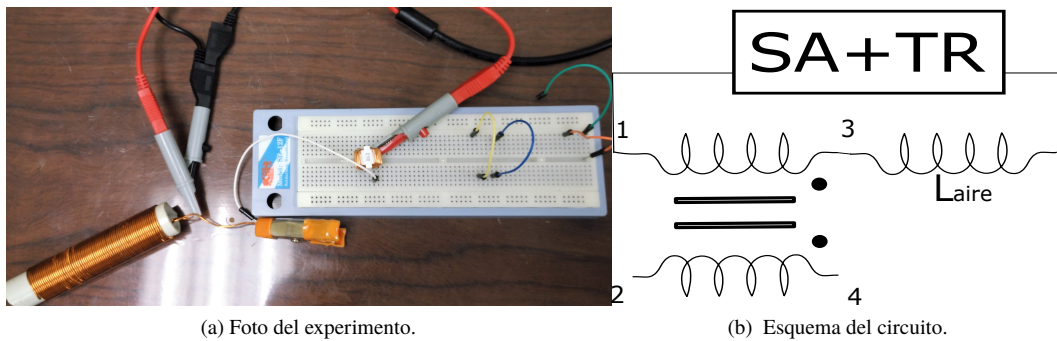 SA+TR
1
3
Laire
2
4
(a) Foto del experimento.
(b) Esquema del circuito.